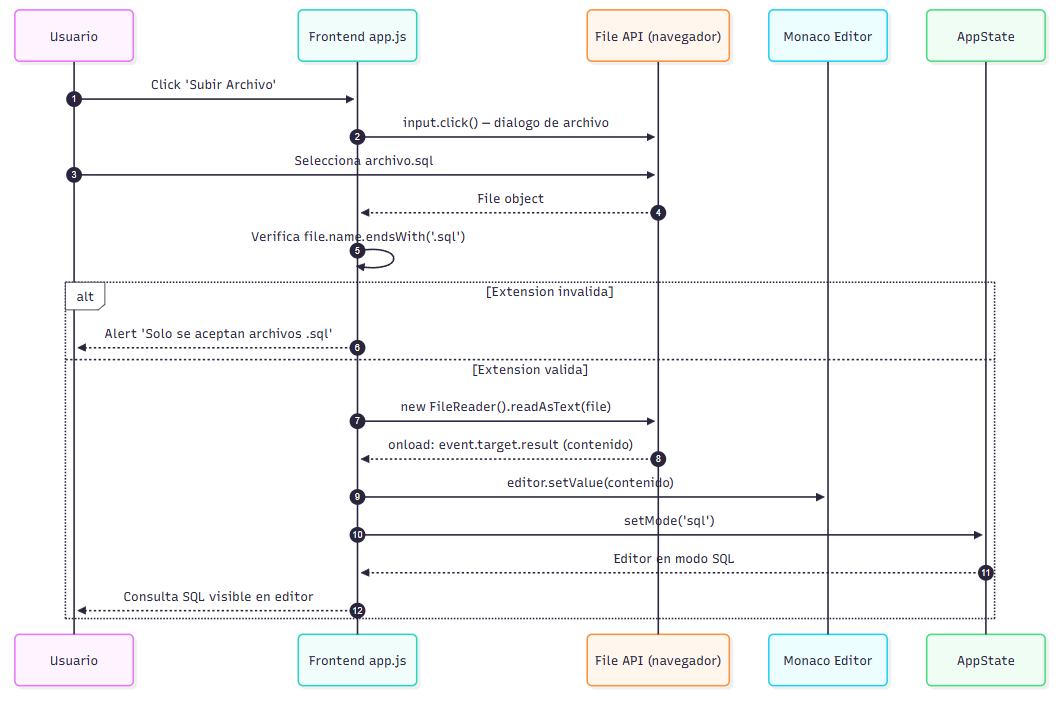 Usuario
Frontend app.js
File API (navegador)
Monaco Editor
AppState
Click 'Subir Archivo'
1
input.click() — dialogo de archivo
2
Selecciona archivo.sql
3
File object
4
Verifica file.name.endsWith('.sql')
5
alt
[Extension invalida]
Alert 'Solo se aceptan archivos .sql'
6
[Extension valida]
new FileReader().readAsText(file)
7
onload: event.target.result (contenido)
8
editor.setValue(contenido)
9
setMode('sql')
10
Editor en modo SQL
11
Consulta SQL visible en editor
12
Usuario
Frontend app.js
File API (navegador)
Monaco Editor
AppState